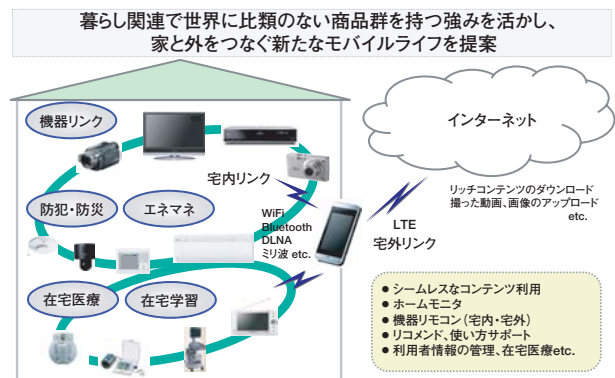 暮らし関連で世界に比類のない商品群を持つ強みを活かし、
家と外をつなぐ新たなモバイルライフを提案
機器リンク
インターネット
宅内リンク
リッチコンテンツのダウンロード
撮った動画、画像のアップロード
etc.
防犯・防災
エネマネ
WiFi
Bluetooth
DLNA
ミリ波 etc.
LTE
宅外リンク
在宅医療
在宅学習
● シームレスなコンテンツ利用
● ホームモニタ
● 機器リモコン（宅内・宅外）
● リコメンド、使い方サポート
● 利用者情報の管理、在宅医療etc.